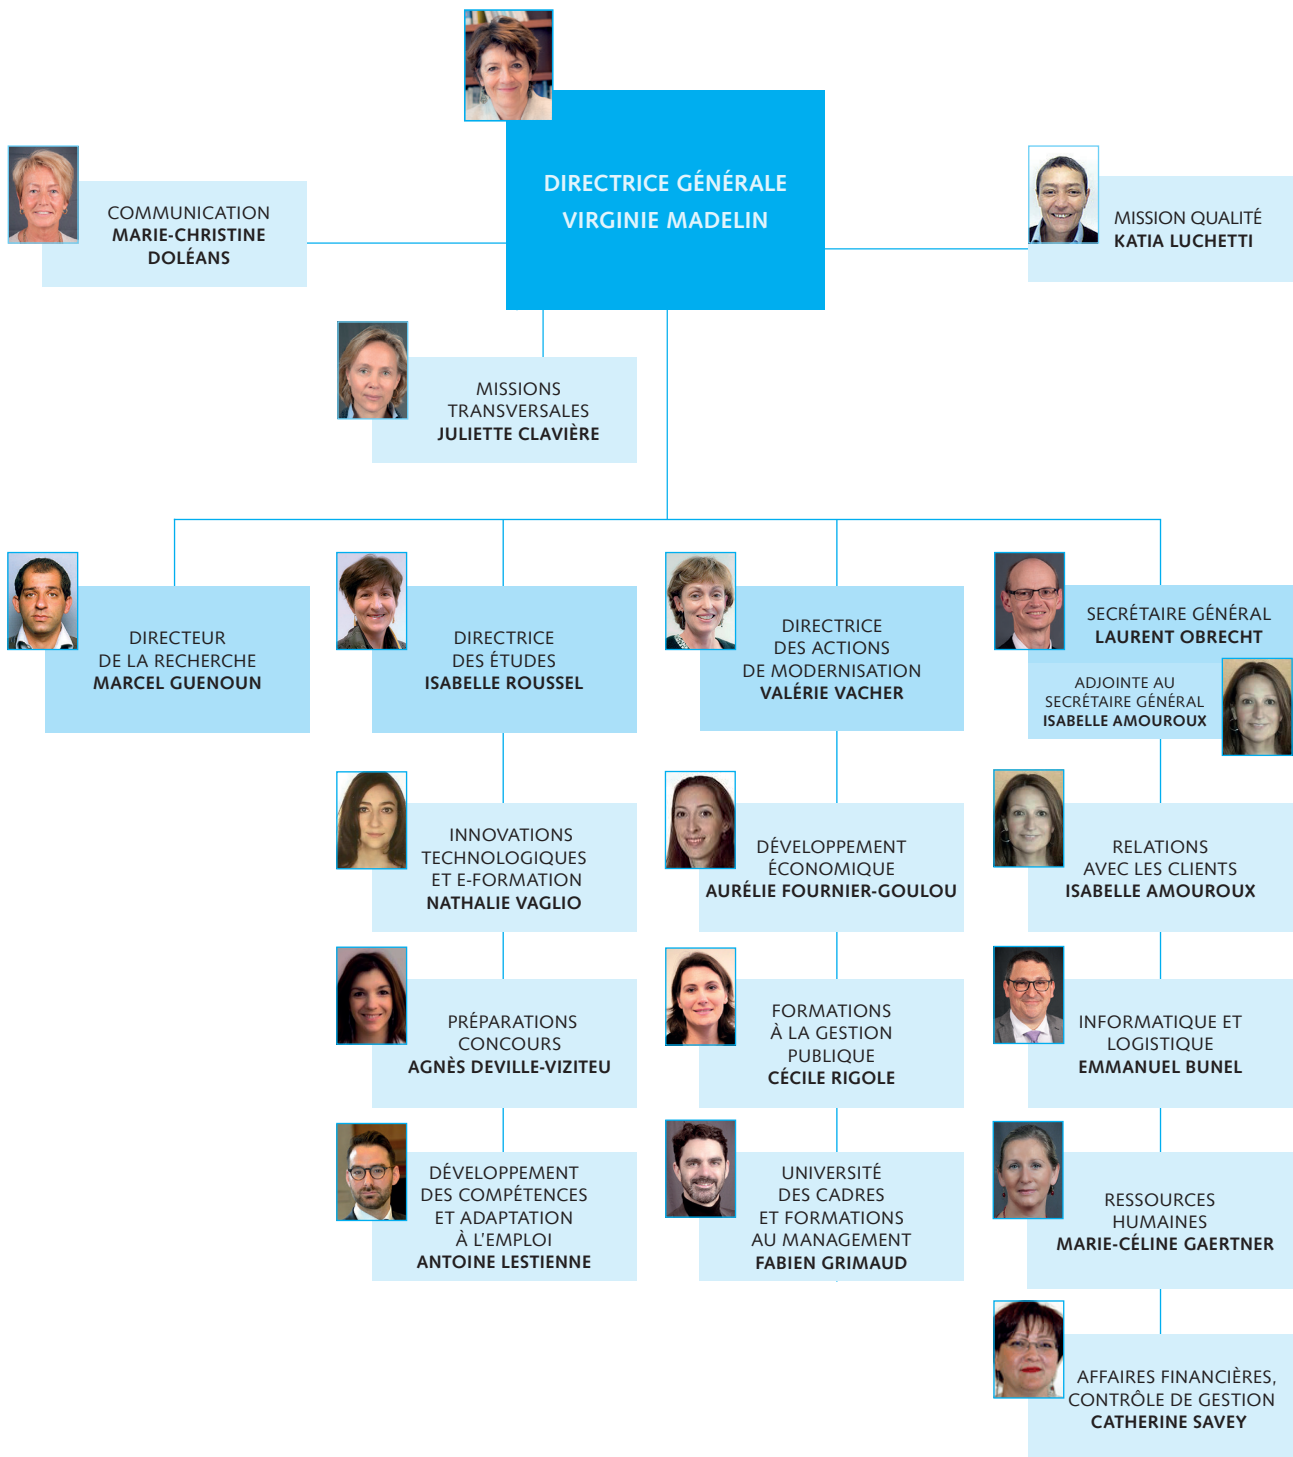 DIRECTRICE GÉNÉRALE
VIRGINIE MADELIN
COMMUNICATION
MARIE-CHRISTINE
DOLÉANS
MISSION QUALITÉ
KATIA LUCHETTI
MISSIONS
TRANSVERSALES
JULIETTE CLAVIÈRE
DIRECTEUR
DE LA RECHERCHE
MARCEL GUENOUN
DIRECTRICE
DES ÉTUDES
ISABELLE ROUSSEL
DIRECTRICE
DES ACTIONS
DE MODERNISATION
VALÉRIE VACHER
SECRÉTAIRE GÉNÉRAL
LAURENT OBRECHT
ADJOINTE AU
SECRÉTAIRE GÉNÉRAL
ISABELLE AMOUROUX
INNOVATIONS
TECHNOLOGIQUES
ET E-FORMATION
NATHALIE VAGLIO
DÉVELOPPEMENT
ÉCONOMIQUE
AURÉLIE FOURNIER-GOULOU
RELATIONS
AVEC LES CLIENTS
ISABELLE AMOUROUX
PRÉPARATIONS
CONCOURS
AGNÈS DEVILLE-VIZITEU
FORMATIONS
À LA GESTION
PUBLIQUE
CÉCILE RIGOLE
INFORMATIQUE ET
LOGISTIQUE
EMMANUEL BUNEL
DÉVELOPPEMENT
DES COMPÉTENCES
ET ADAPTATION
À L'EMPLOI
ANTOINE LESTIENNE
UNIVERSITÉ
DES CADRES
ET FORMATIONS
AU MANAGEMENT
FABIEN GRIMAUD
RESSOURCES
HUMAINES
MARIE-CÉLINE GAERTNER
AFFAIRES FINANCIÈRES,
CONTRÔLE DE GESTION
CATHERINE SAVEY